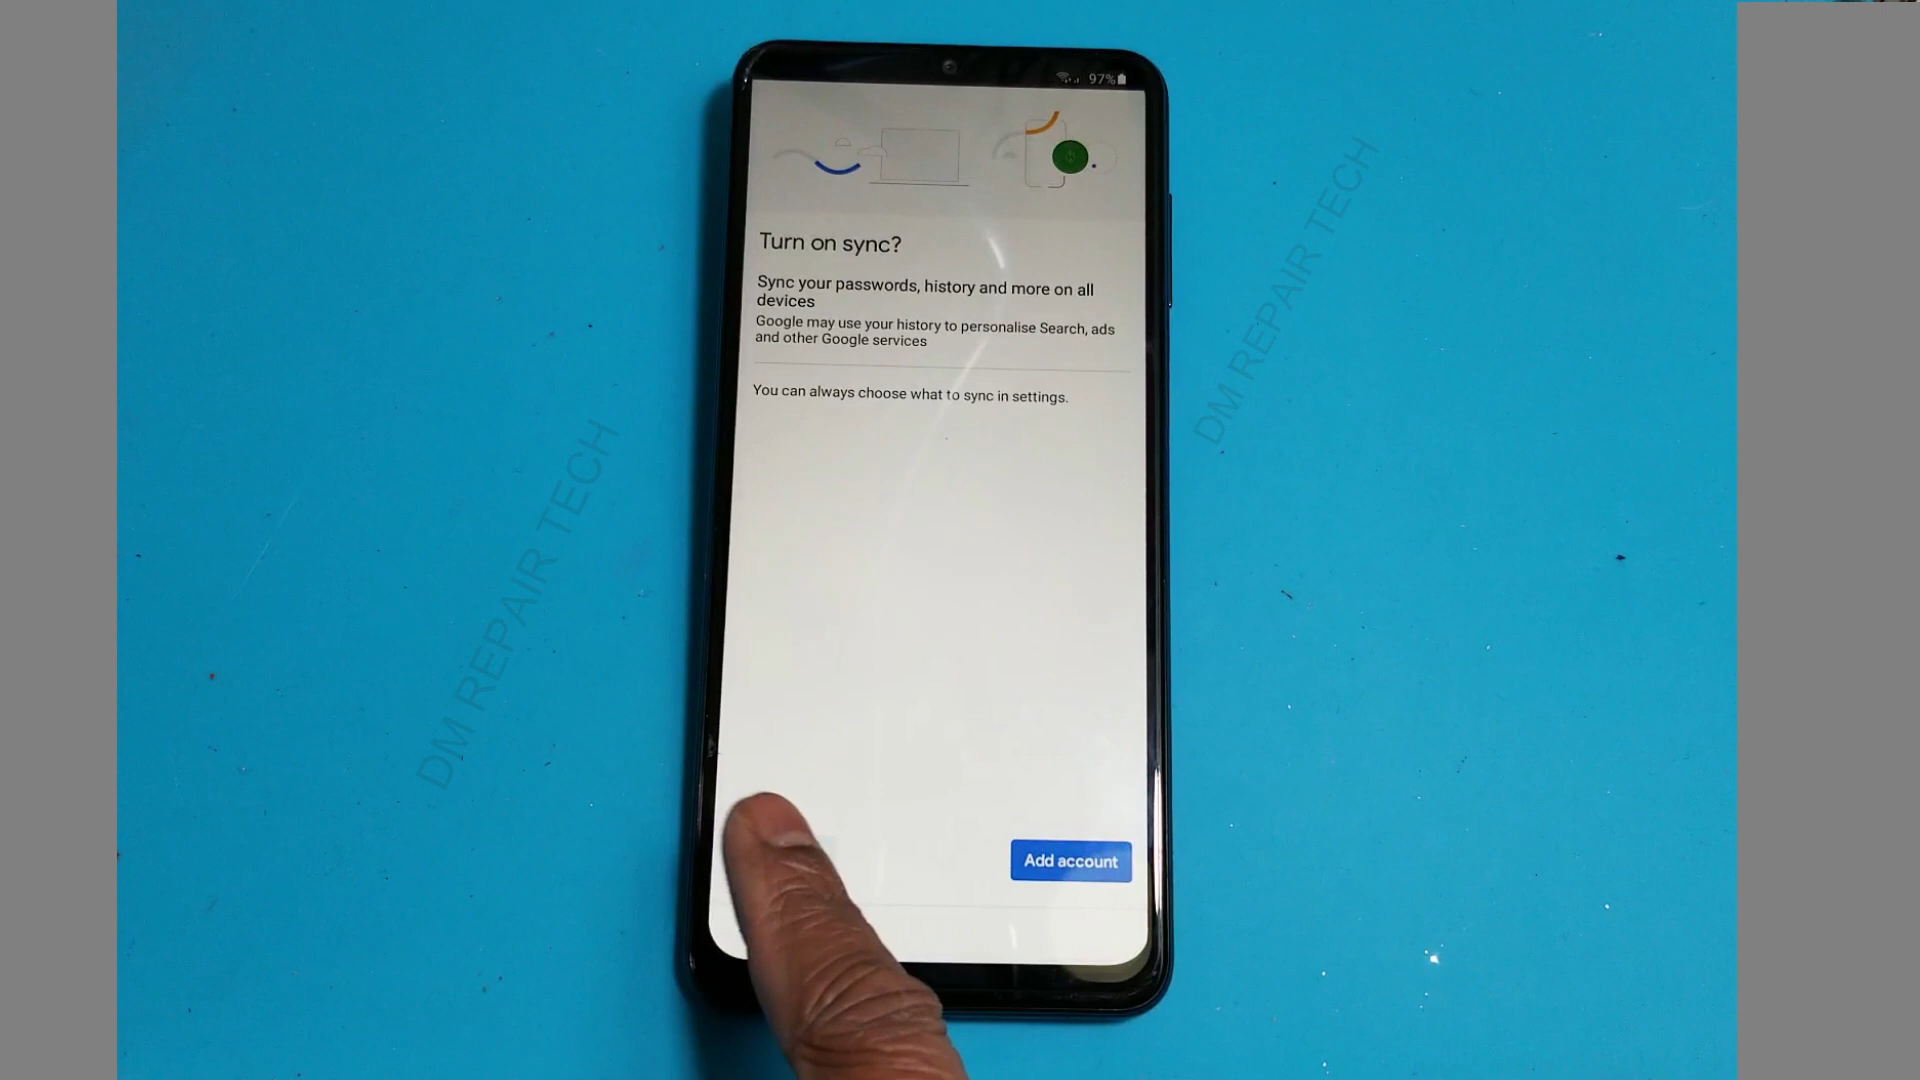 97%
Turn on sync?
Sync your passwords, history and more on all
devices
Google may use your history to personalise Search, ads
and other Google services
You can always choose what to sync in settings.
Add account
DM REPAIR TECH
DM REPAIR TECH